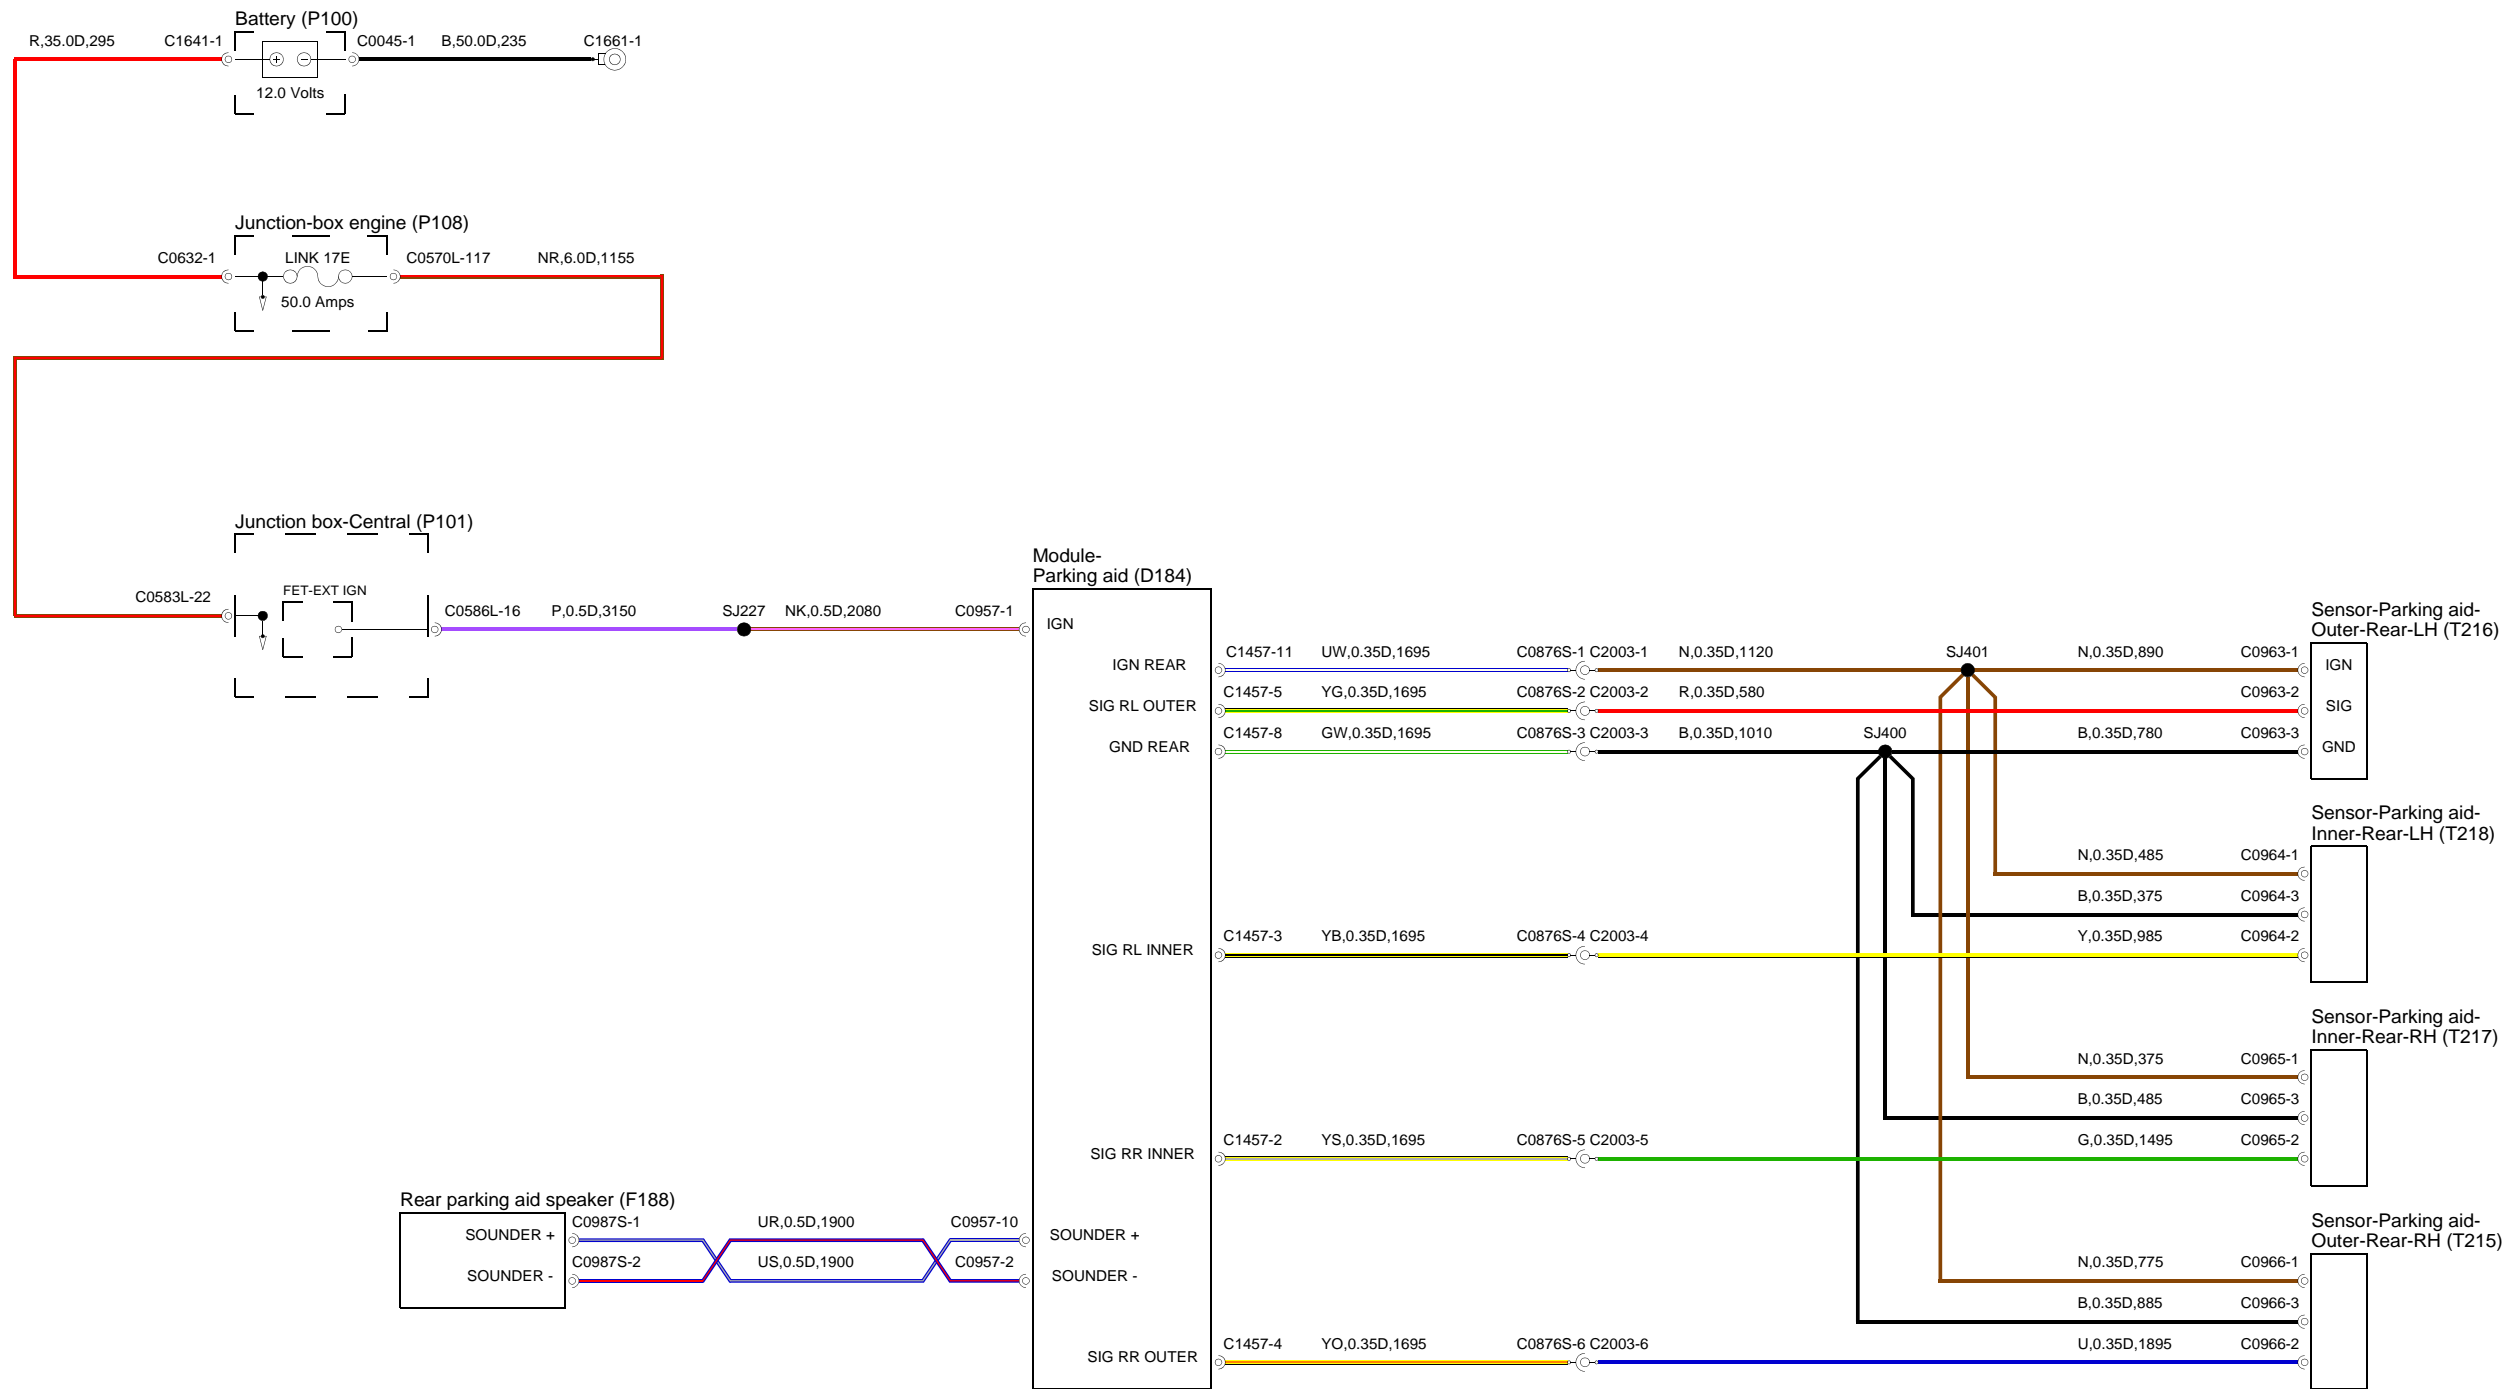 Battery (P100)
R,35.0D,295 C1641-1 C0045-1 B,50.0D,235 C1661-1
12.0 Volts
Junction-box engine (P108)
C0632-1 LINK 17E C0570L-117 NR,6.0D,1155
50.0 Amps
Junction box-Central (P101)
C0583L-22 FET-EXT IGN
C0586L-16 P,0.5D,3150 SJ227 NK,0.5D,2080 C0957-1
Module-
Parking aid (D184)
IGN
IGN REAR C1457-11 UW,0.35D,1695 C0876S-1 C2003-1 N,0.35D,1120 SJ401 N,0.35D,890 C0963-1
SIG RL OUTER C1457-5 YG,0.35D,1695 C0876S-2 C2003-2 R,0.35D,580 C0963-2
GND REAR C1457-8 GW,0.35D,1695 C0876S-3 C2003-3 B,0.35D,1010 SJ400 B,0.35D,780 C0963-3
Sensor-Parking aid-
Outer-Rear-LH (T216)
IGN
SIG
GND
Sensor-Parking aid-
Inner-Rear-LH (T218)
N,0.35D,485 C0964-1
B,0.35D,375 C0964-3
SIG RL INNER C1457-3 YB,0.35D,1695 C0876S-4 C2003-4 Y,0.35D,985 C0964-2
Sensor-Parking aid-
Inner-Rear-RH (T217)
N,0.35D,375 C0965-1
B,0.35D,485 C0965-3
SIG RR INNER C1457-2 YS,0.35D,1695 C0876S-5 C2003-5 G,0.35D,1495 C0965-2
Rear parking aid speaker (F188)
SOUNDER + C0987S-1 UR,0.5D,1900 C0957-10 SOUNDER +
SOUNDER - C0987S-2 US,0.5D,1900 C0957-2 SOUNDER -
Sensor-Parking aid-
Outer-Rear-RH (T215)
N,0.35D,775 C0966-1
B,0.35D,885 C0966-3
SIG RR OUTER C1457-4 YO,0.35D,1695 C0876S-6 C2003-6 U,0.35D,1895 C0966-2